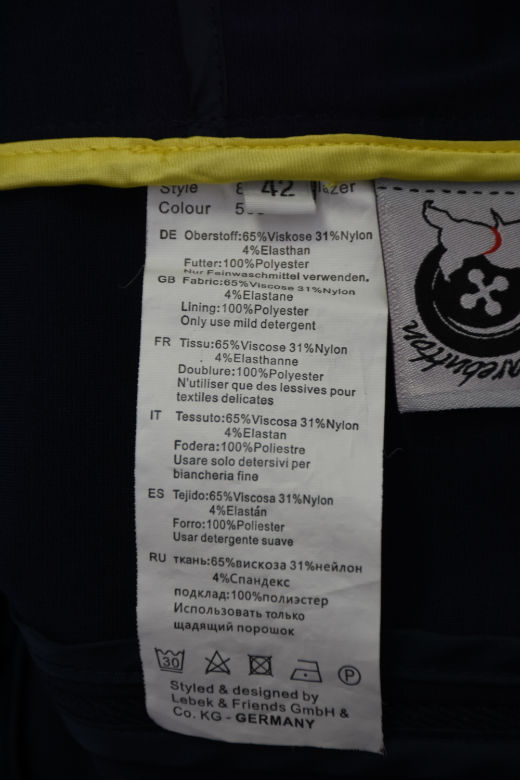 Style 8 42 lazer
Colour 5
DE Oberstoff:65%Viskose 31%Nylon
4%Elasthan
Futter:100%Polyester
Nur Feinwaschmittel verwenden.
GB Fabric:65%Viscose 31%Nylon
4%Elastane
Lining:100%Polyester
Only use mild detergent
FR Tissu:65%Viscose 31%Nylon
4%Elasthanne
Doublure:100%Polyester
N'utiliser que des lessives pour
textiles delicates
IT Tessuto:65%Viscosa 31%Nylon
4%Elastan
Fodera:100%Poliestre
Usare solo detersivi per
biancheria fine
ES Tejido:65%Viscosa 31%Nylon
4%Elastán
Forro:100%Poliester
Usar detergente suave
RU ткань:65%вискоза 31%нейлон
4%Спандекс
подклад:100%полиэстер
Использовать только
щадящий порошок
30 P
Styled & designed by
Lebek & Friends GmbH &
Co. KG - GERMANY